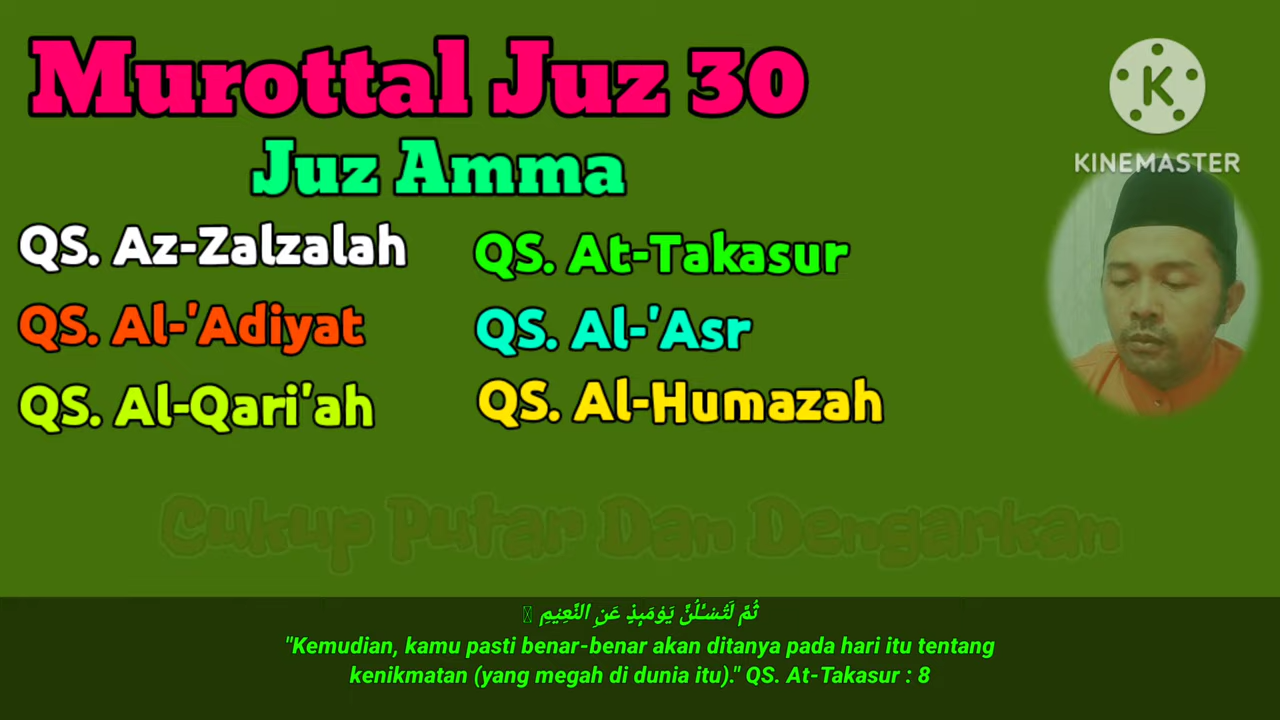 Murottal Juz 30
Juz Amma
QS. Az-Zalzalah
QS. Al-'Adiyat
QS. Al-Qari'ah
QS. At-Takasur
QS. Al-'Asr
QS. Al-Humazah
KINEMASTER
Cukup Putar Dan Dengarkan
ثُمَّ لَتُسْـَٔلُنَّ يَوْمَىِٕذٍ عَنِ النَّعِيْمِ
"Kemudian, kamu pasti benar-benar akan ditanya pada hari itu tentang
kenikmatan (yang megah di dunia itu)." QS. At-Takasur : 8